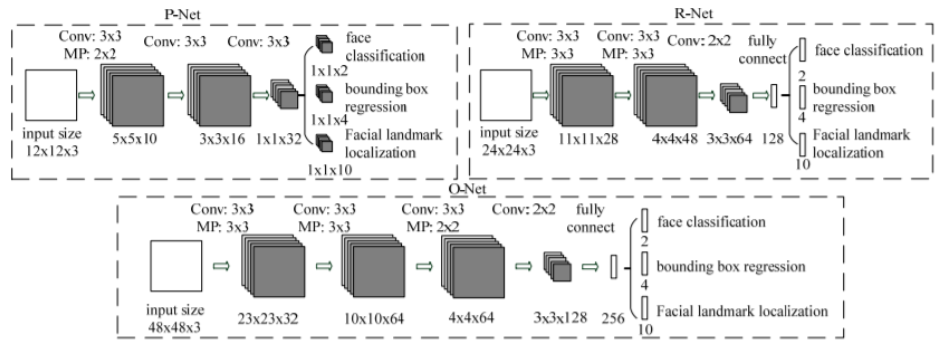 P-Net
Conv: 3x3
MP: 2x2
Conv: 3x3
Conv: 3x3
face
classification
1x1x2
bounding box
regression
1x1x4
Facial landmark
localization
1x1x10
input size
12x12x3
5x5x10
3x3x16
1x1x32
R-Net
Conv: 3x3
MP: 3x3
Conv: 3x3
MP: 3x3
Conv: 2x2
fully
connect
face classification
2
bounding box
regression
4
Facial landmark
localization
10
input size
24x24x3
11x11x28
4x4x48
3x3x64
128
O-Net
Conv: 3x3
MP: 3x3
Conv: 3x3
MP: 3x3
Conv: 3x3
MP: 2x2
Conv: 2x2
fully
connect
face classification
2
bounding box regression
4
Facial landmark localization
10
input size
48x48x3
23x23x32
10x10x64
4x4x64
3x3x128
256